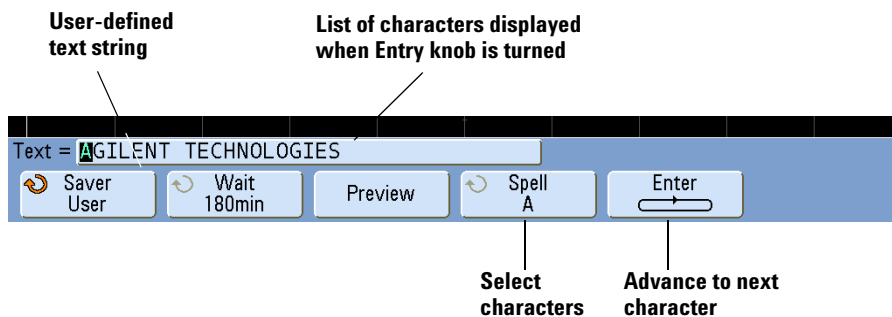 User-defined
text string
List of characters displayed
when Entry knob is turned
Text = AGILENT TECHNOLOGIES
Saver
User
Wait
180min
Preview
Spell
A
Enter
Select
characters
Advance to next
character